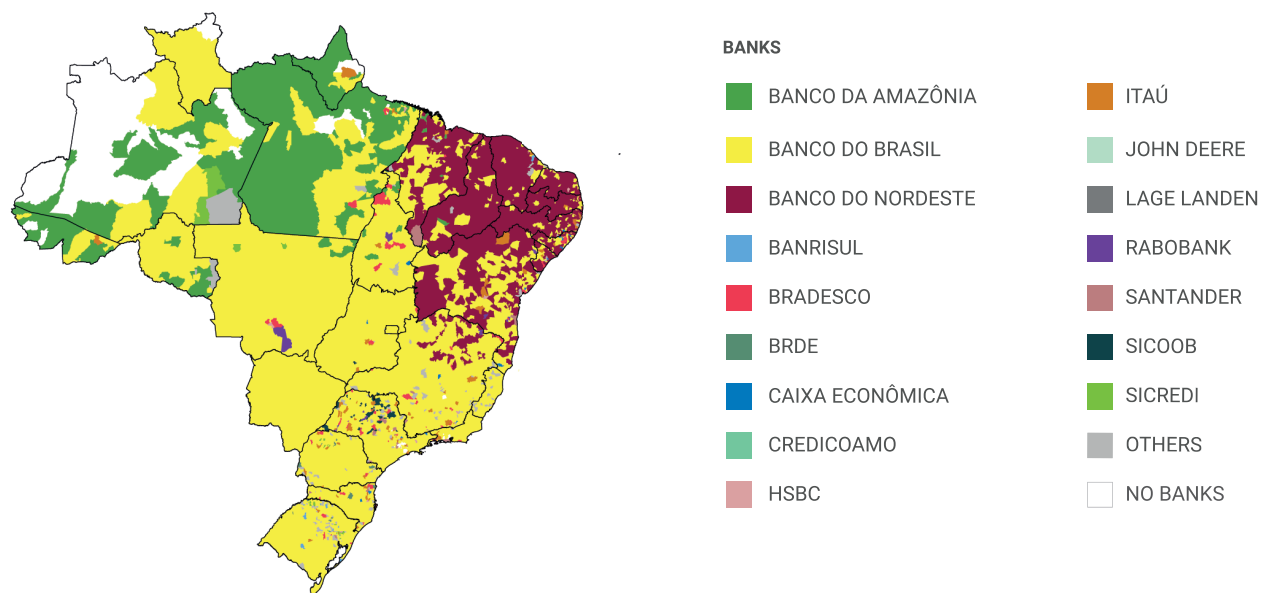 BANKS
BANCO DA AMAZÔNIA
BANCO DO BRASIL
BANCO DO NORDESTE
BANRISUL
BRADESCO
BRDE
CAIXA ECONÔMICA
CREDICOAMO
HSBC
ITAÚ
JOHN DEERE
LAGE LANDEN
RABOBANK
SANTANDER
SICOOB
SICREDI
OTHERS
NO BANKS